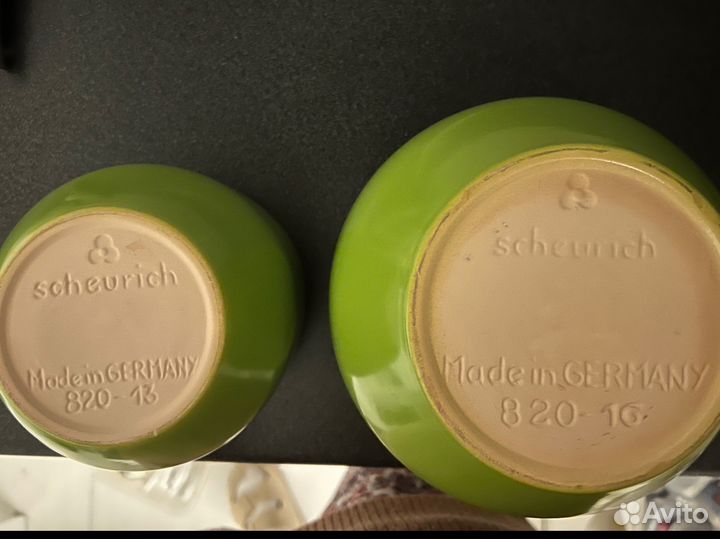 scheurich
Made in GERMANY
820-13
scheurich
Made in GERMANY
820-16
Avito